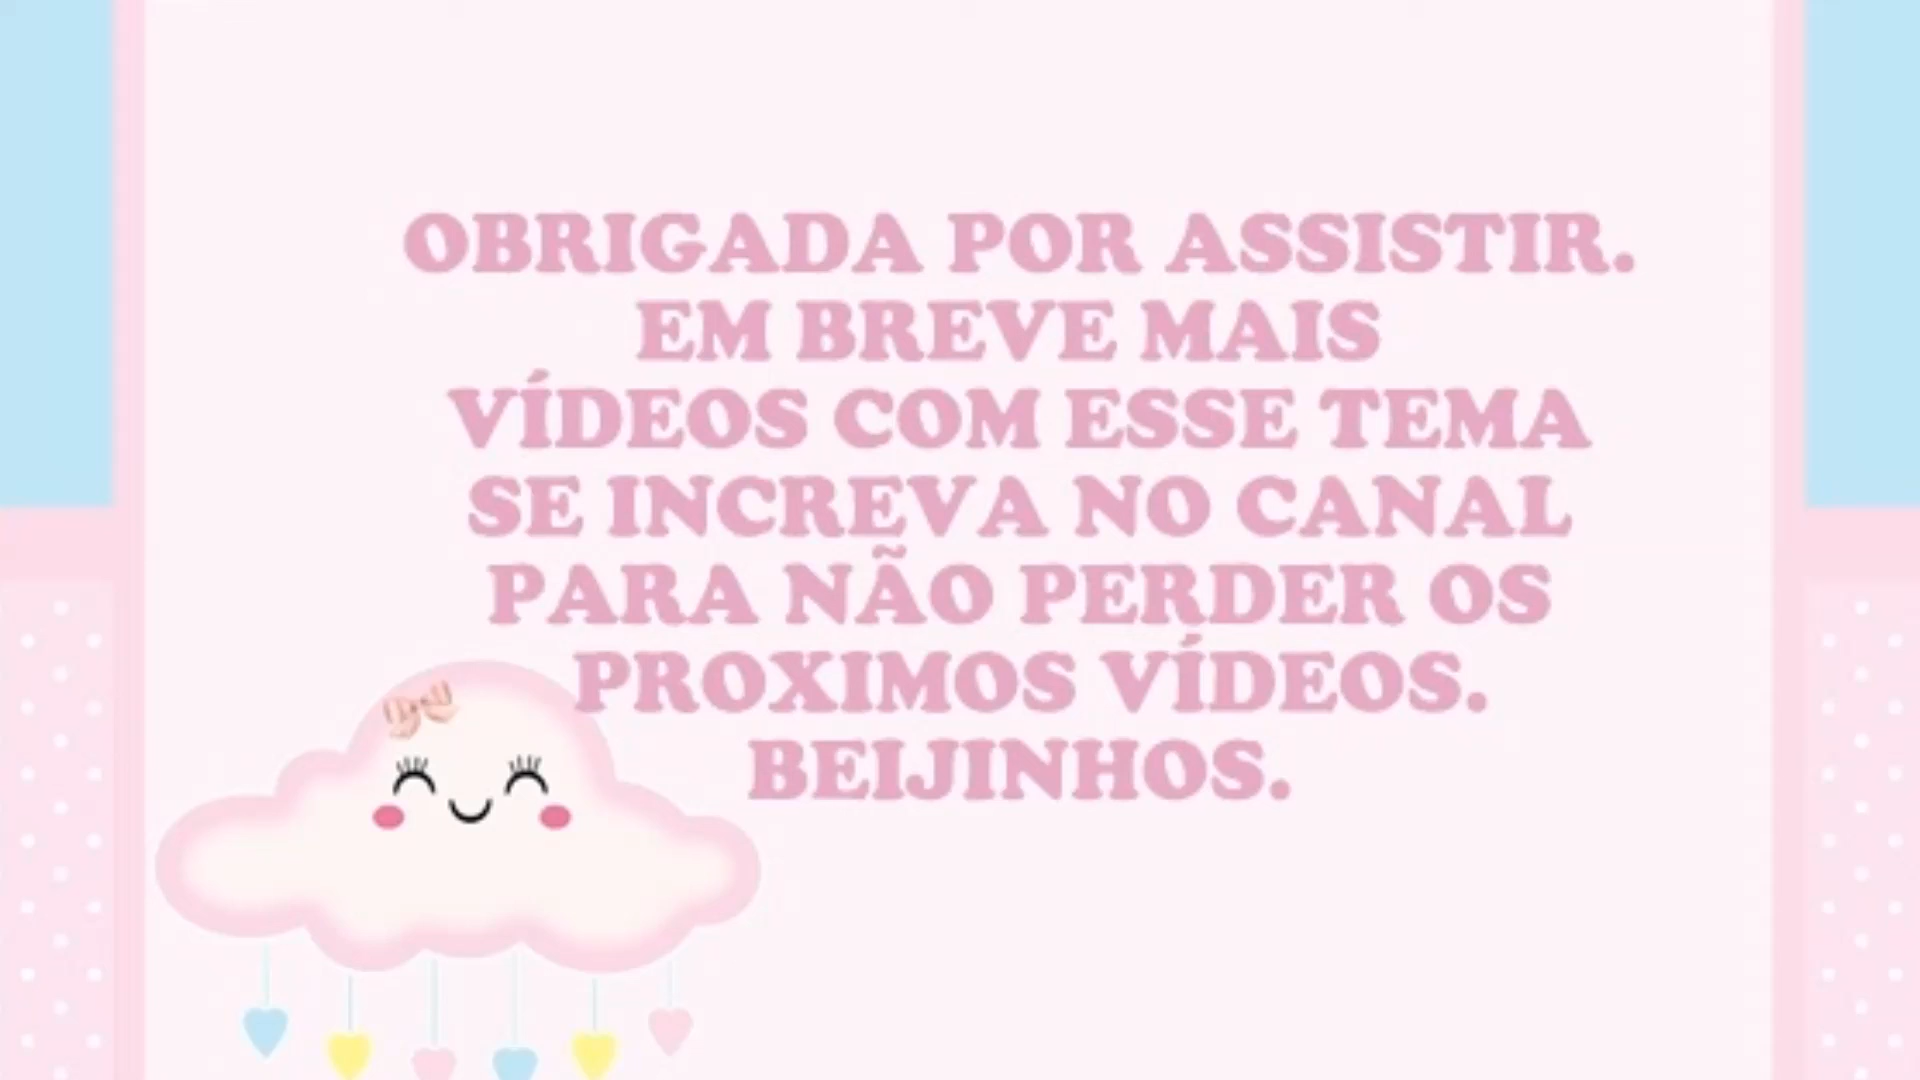 OBRIGADA POR ASSISTIR.
EM BREVE MAIS
VÍDEOS COM ESSE TEMA
SE INCREVA NO CANAL
PARA NÃO PERDER OS
PROXIMOS VÍDEOS.
BEIJINHOS.